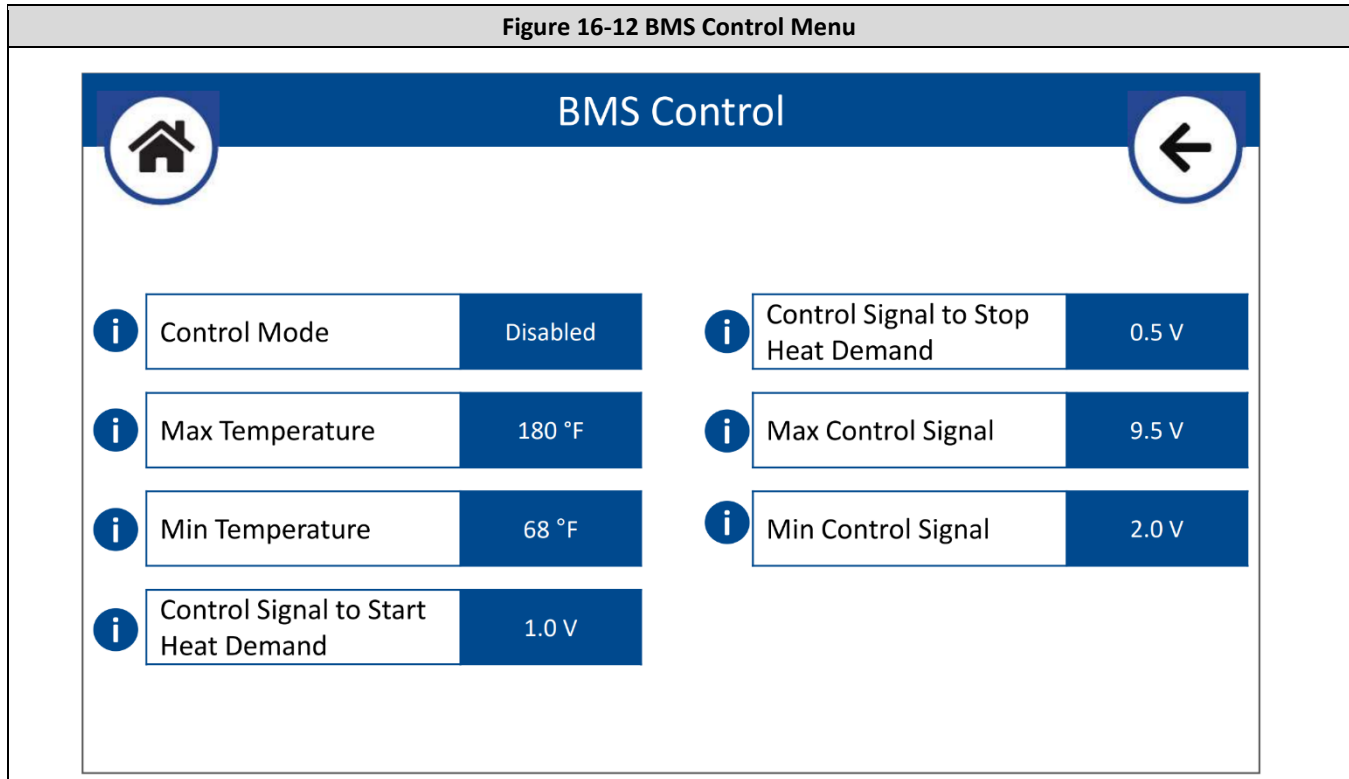 Figure 16-12 BMS Control Menu
BMS Control
i
Control Mode
Disabled
i
Max Temperature
180 °F
i
Min Temperature
68 °F
i
Control Signal to Start
Heat Demand
1.0 V
i
Control Signal to Stop
Heat Demand
0.5 V
i
Max Control Signal
9.5 V
i
Min Control Signal
2.0 V